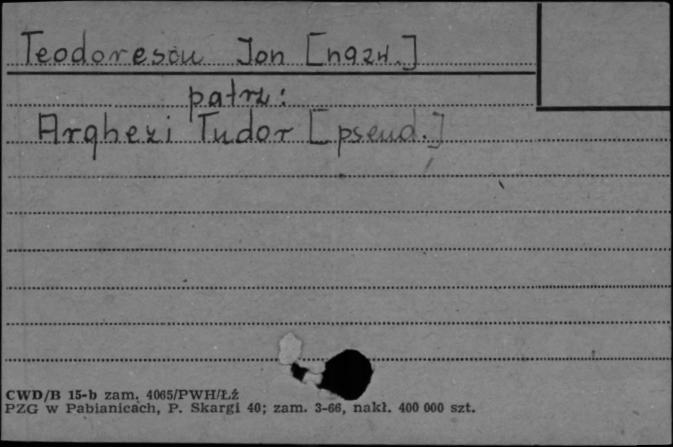 Teodorescu Jon [nazw.]
patrz:
Arghezi Tudor [pseud.]
CWD/B 15-b zam. 4065/PWH/ŁŹ
PZG w Pabianicach, P. Skargi 40; zam. 3-66, nakł. 400 000 szt.